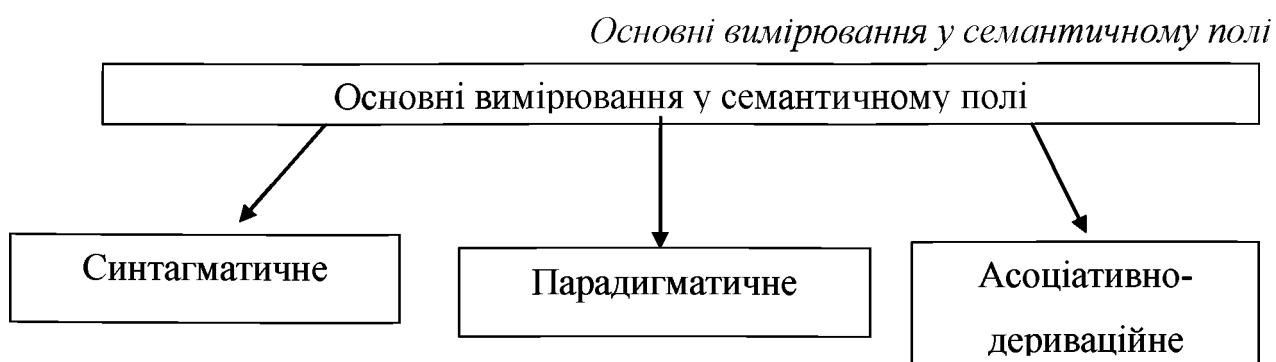 Основні вимірювання у семантичному полі
Основні вимірювання у семантичному полі
Синтагматичне
Парадигматичне
Асоціативно-
дериваційне